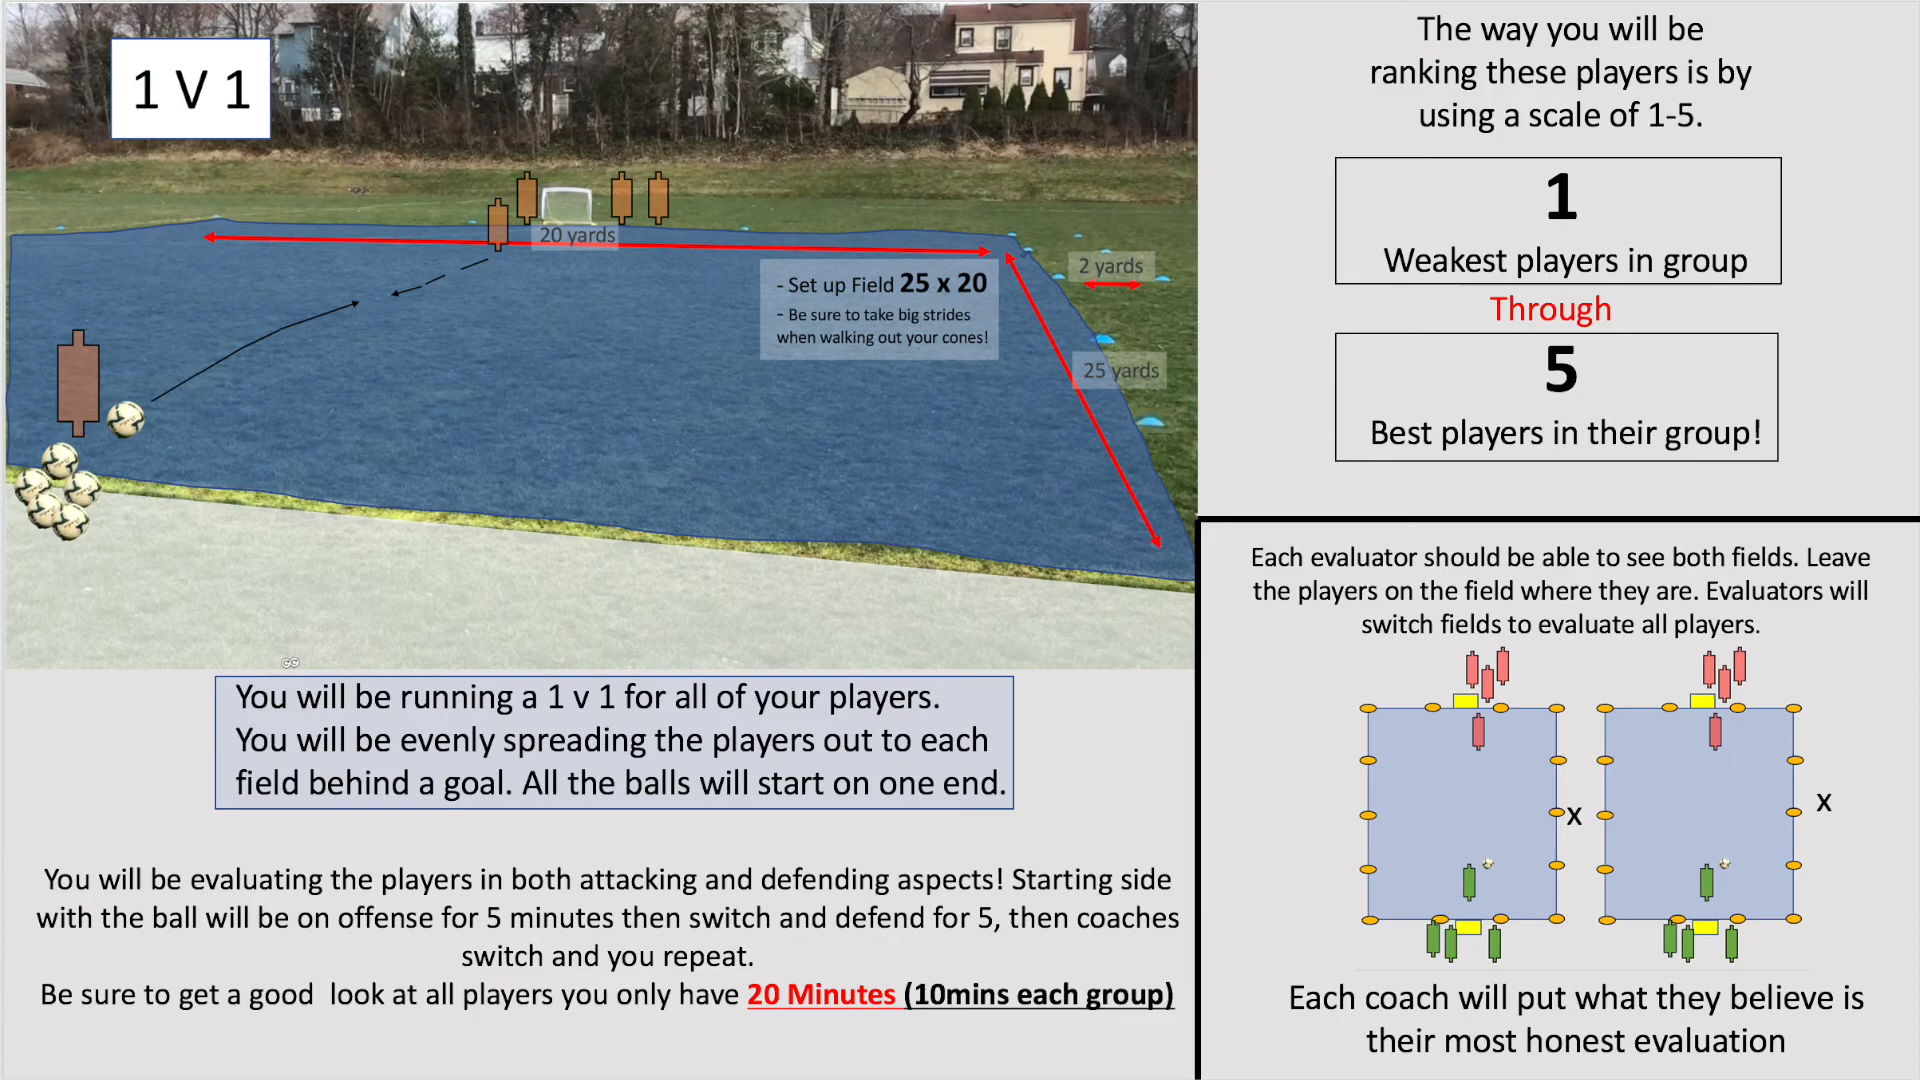 1 V 1
20 yards
2 yards
- Set up Field 25 x 20
- Be sure to take big strides
when walking out your cones!
25 yards
You will be running a 1 v 1 for all of your players.
You will be evenly spreading the players out to each
field behind a goal. All the balls will start on one end.
You will be evaluating the players in both attacking and defending aspects! Starting side
with the ball will be on offense for 5 minutes then switch and defend for 5, then coaches
switch and you repeat.
Be sure to get a good  look at all players you only have 20 Minutes (10mins each group)
The way you will be
ranking these players is by
using a scale of 1-5.
1
Weakest players in group
Through
5
Best players in their group!
Each evaluator should be able to see both fields. Leave
the players on the field where they are. Evaluators will
switch fields to evaluate all players.
X
X
Each coach will put what they believe is
their most honest evaluation